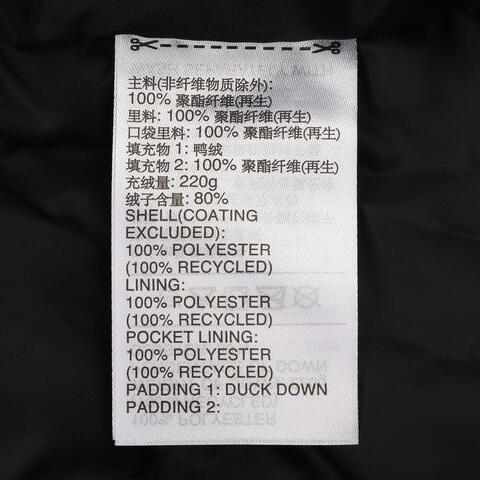 主料(非纤维物质除外):
100% 聚酯纤维(再生)
里料: 100% 聚酯纤维(再生)
口袋里料: 100% 聚酯纤维(再生)
填充物 1: 鸭绒
填充物 2: 100% 聚酯纤维(再生)
充绒量: 220g
绒子含量: 80%
SHELL(COATING
EXCLUDED):
100% POLYESTER
(100% RECYCLED)
LINING:
100% POLYESTER
(100% RECYCLED)
POCKET LINING:
100% POLYESTER
(100% RECYCLED)
PADDING 1: DUCK DOWN
PADDING 2: